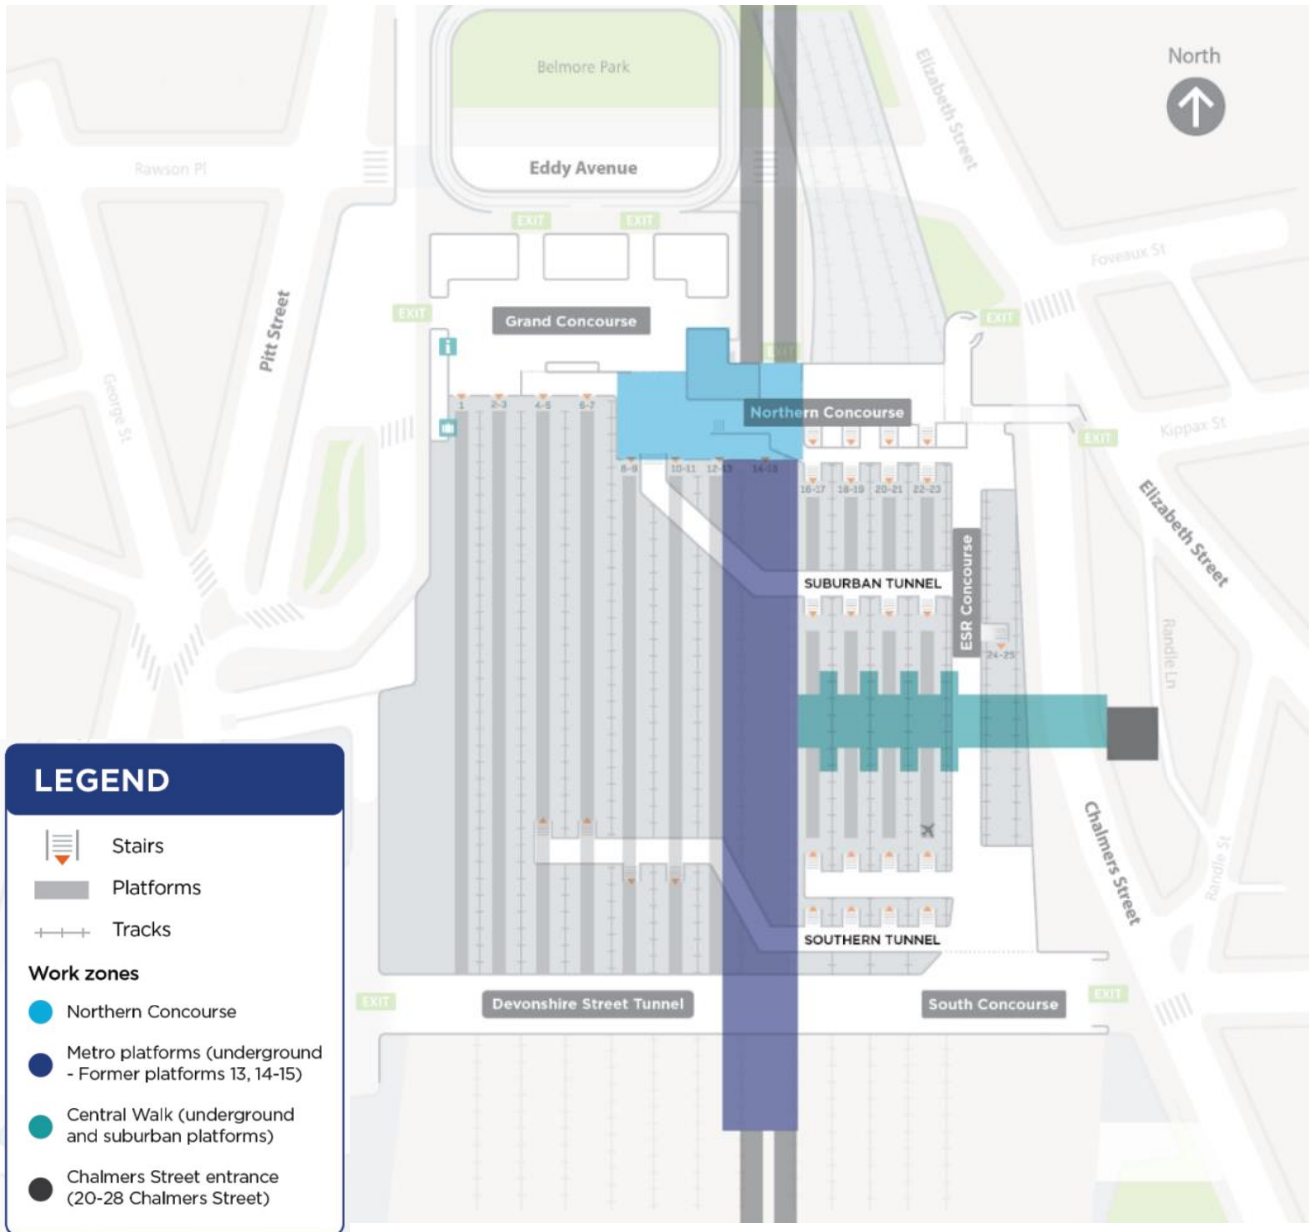 Belmore Park
North
Elizabeth Street
Rawson Pl
Eddy Avenue
EXIT
EXIT
Foveaux St
Pitt Street
EXIT
Grand Concourse
EXIT
EXIT
i
George St
1
2-3
4-5
6-7
Northern Concourse
Kippax St
EXIT
8-9
10-11
12-13
14-15
16-17
18-19
20-21
22-23
Elizabeth Street
ESR Concourse
SUBURBAN TUNNEL
24-25
Randle Ln
LEGEND
Stairs
Platforms
Tracks
Work zones
Northern Concourse
Metro platforms (underground
- Former platforms 13, 14-15)
Central Walk (underground
and suburban platforms)
Chalmers Street entrance
(20-28 Chalmers Street)
Chalmers Street
Randle St
SOUTHERN TUNNEL
EXIT
Devonshire Street Tunnel
South Concourse
EXIT